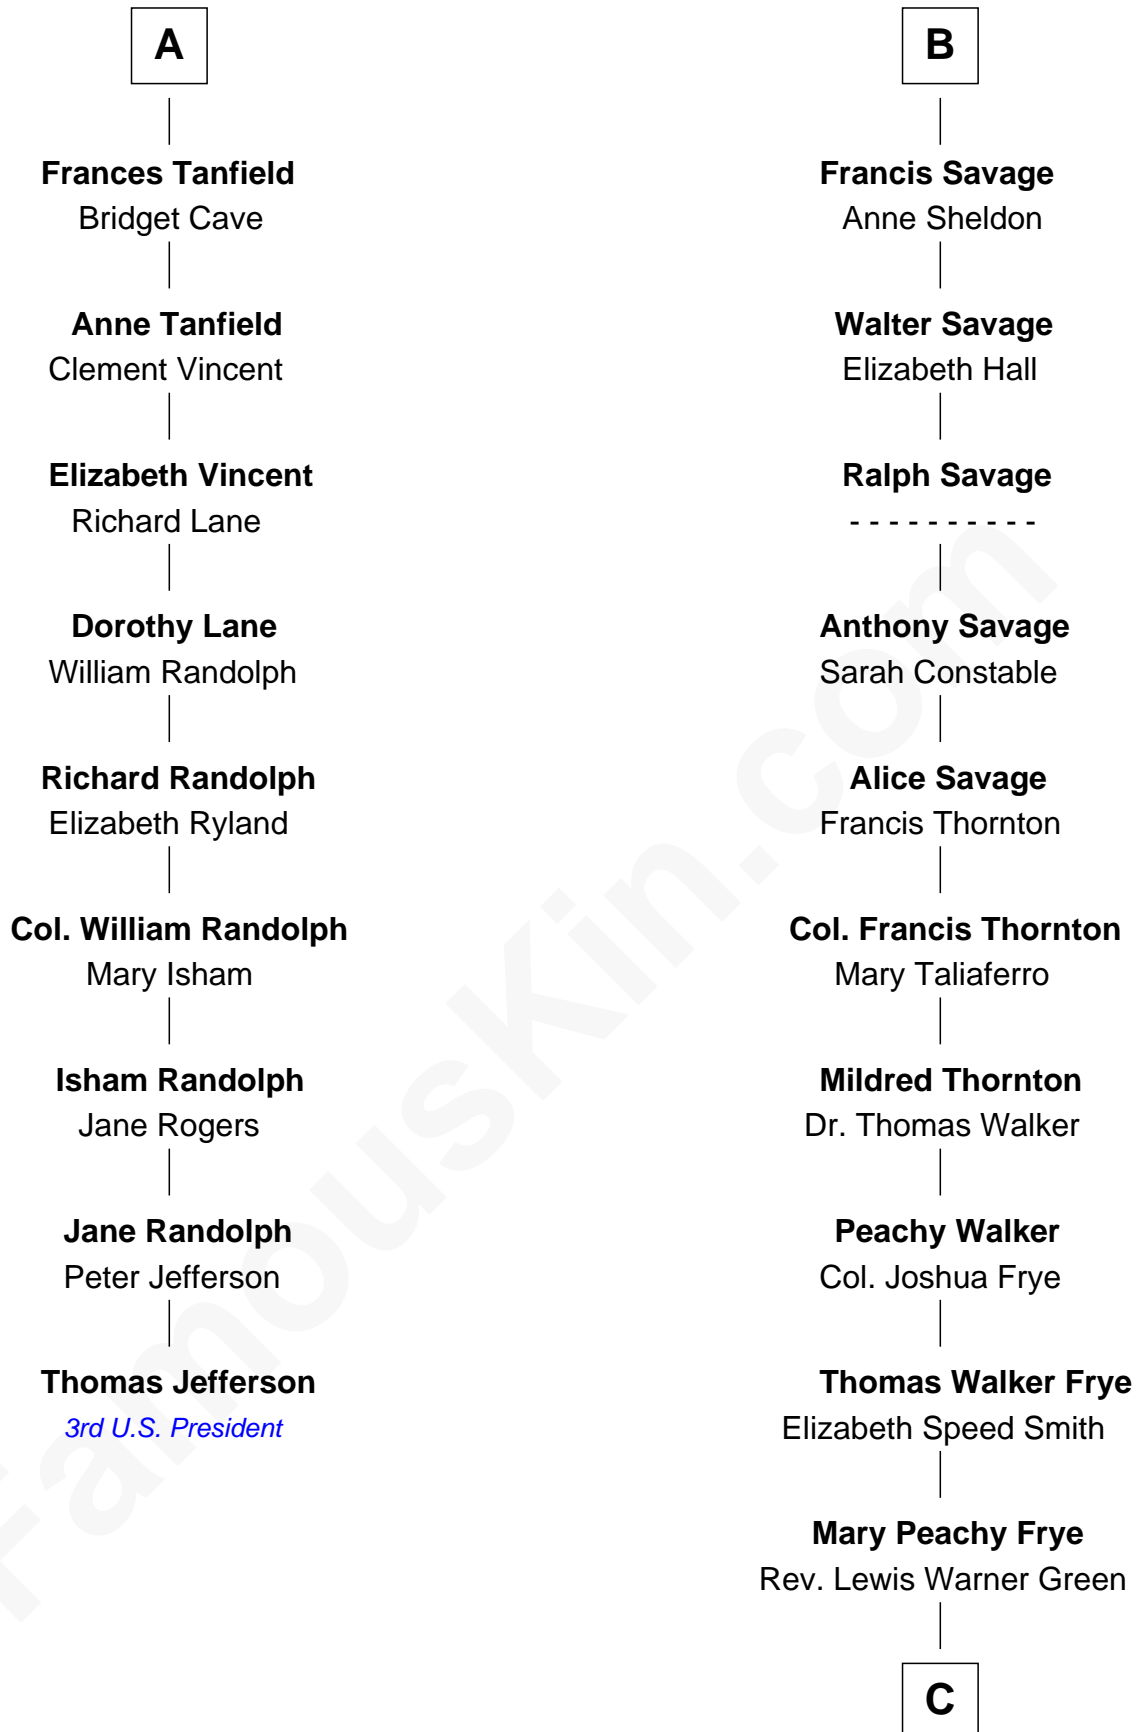 A
Frances Tanfield
Bridget Cave
Anne Tanfield
Clement Vincent
Elizabeth Vincent
Richard Lane
Dorothy Lane
William Randolph
Richard Randolph
Elizabeth Ryland
Col. William Randolph
Mary Isham
Isham Randolph
Jane Rogers
Jane Randolph
Peter Jefferson
Thomas Jefferson
3rd U.S. President
B
Francis Savage
Anne Sheldon
Walter Savage
Elizabeth Hall
Ralph Savage
- - - - - - - - - -
Anthony Savage
Sarah Constable
Alice Savage
Francis Thornton
Col. Francis Thornton
Mary Taliaferro
Mildred Thornton
Dr. Thomas Walker
Peachy Walker
Col. Joshua Frye
Thomas Walker Frye
Elizabeth Speed Smith
Mary Peachy Frye
Rev. Lewis Warner Green
C
FamousKin.com